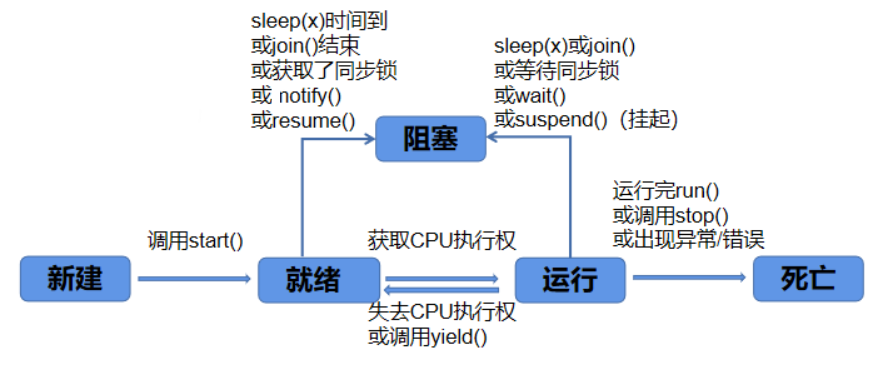 sleep(x)时间到
或join()结束
或获取了同步锁
或 notify()
或resume()
sleep(x)或join()
或等待同步锁
或wait()
或suspend()（挂起）
阻塞
运行完run()
或调用stop()
或出现异常/错误
调用start()
获取CPU执行权
新建
就绪
运行
死亡
失去CPU执行权
或调用yield()